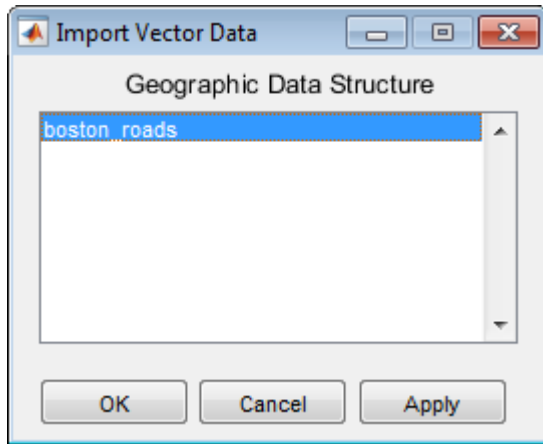 Import Vector Data
Geographic Data Structure
boston_roads
OK Cancel Apply